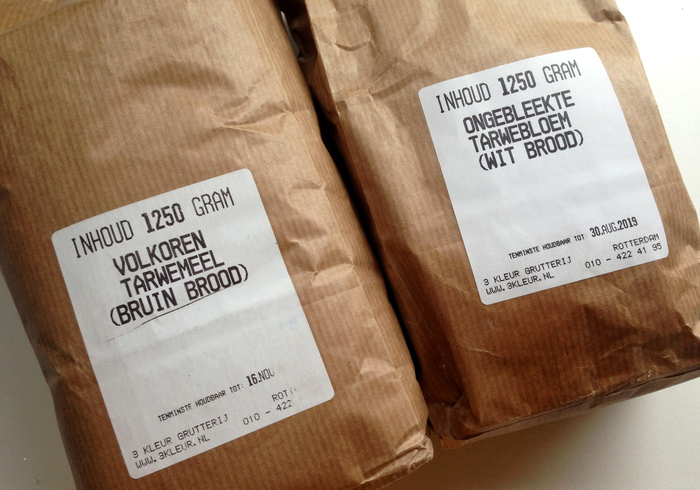 INHOUD 1250 GRAM
VOLKOREN
TARWEMEEL
(BRUIN BROOD)
TENMINSTE HOUDBAAR TOT: 16.NOV
3 KLEUR GRUTTERIJ
WWW.3KLEUR.NL 010 - 422
INHOUD 1250 GRAM
ONGEBLEEKTE
TARWEBLOEM
(WIT BROOD)
TENMINSTE HOUDBAAR TOT: 30.AUG.2019
3 KLEUR GRUTTERIJ ROTTERDAM
WWW.3KLEUR.NL 010 - 422 41 95